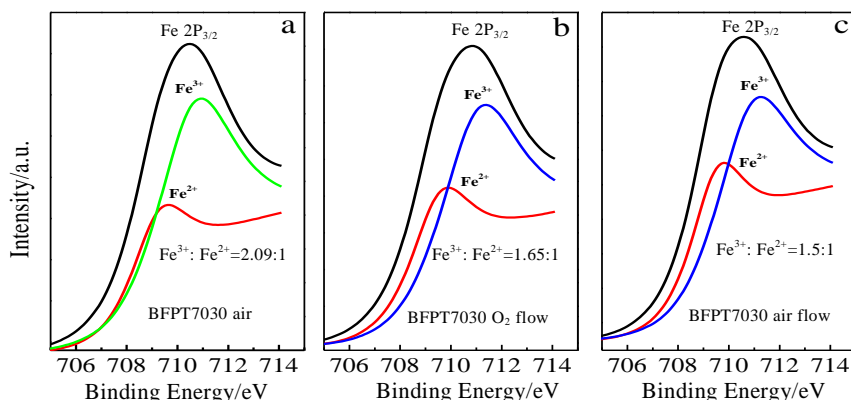 Intensity/a.u.
a
Fe 2P₃/₂
Fe³⁺
Fe²⁺
Fe³⁺: Fe²⁺=2.09:1
BFPT7030 air
706 708 710 712 714
Binding Energy/eV
b
Fe 2P₃/₂
Fe³⁺
Fe²⁺
Fe³⁺: Fe²⁺=1.65:1
BFPT7030 O₂ flow
706 708 710 712 714
Binding Energy/eV
c
Fe 2P₃/₂
Fe³⁺
Fe²⁺
Fe³⁺: Fe²⁺=1.5:1
BFPT7030 air flow
706 708 710 712 714
Binding Energy/eV